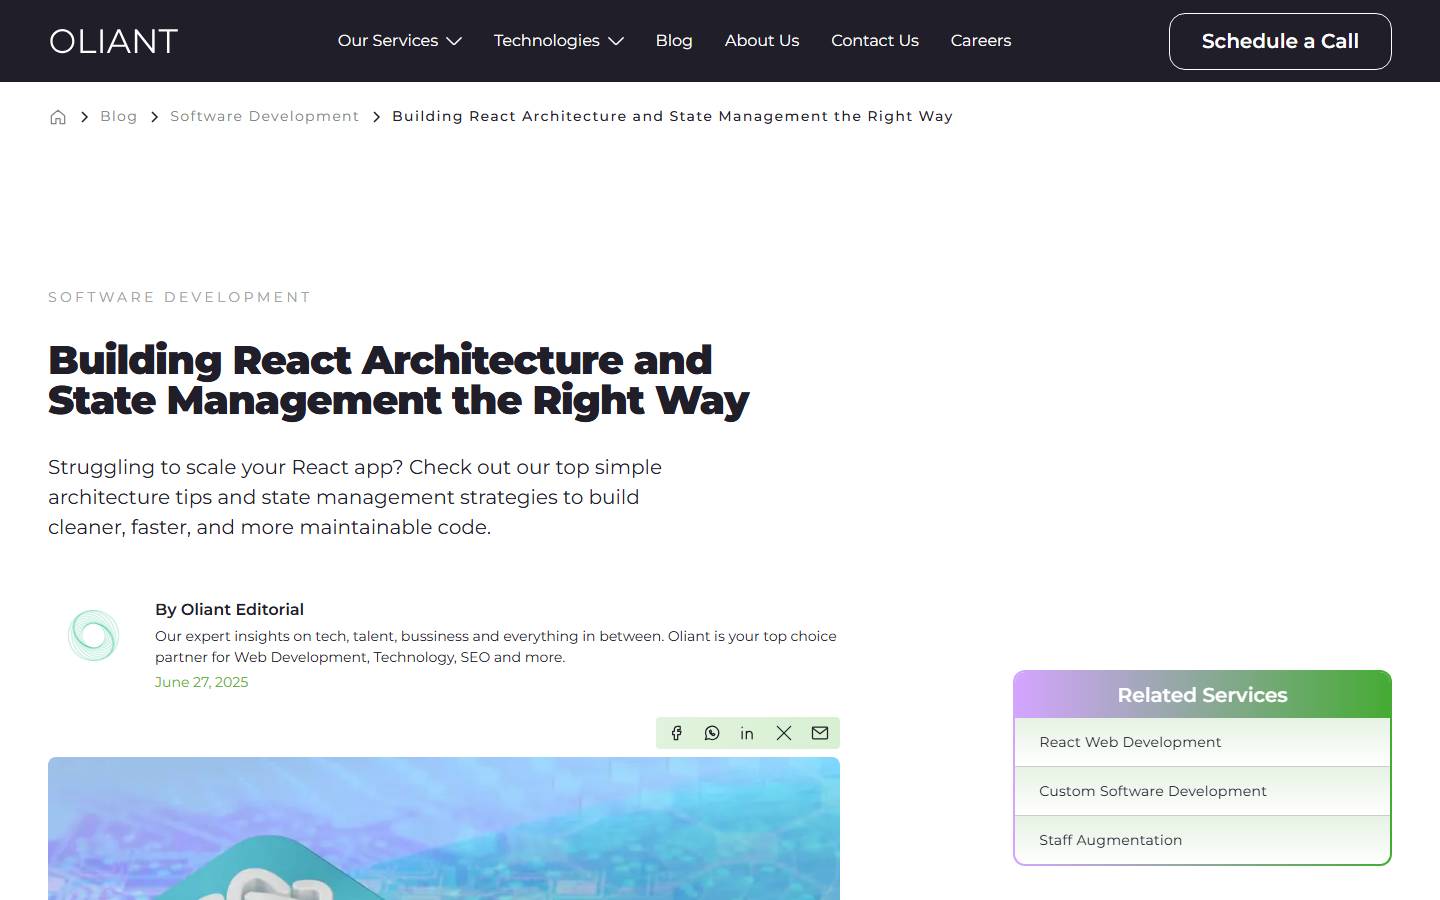 OLIANT
Our Services
Technologies
Blog
About Us
Contact Us
Careers
Schedule a Call
Blog
Software Development
Building React Architecture and State Management the Right Way
SOFTWARE DEVELOPMENT
Building React Architecture and
State Management the Right Way
Struggling to scale your React app? Check out our top simple
architecture tips and state management strategies to build
cleaner, faster, and more maintainable code.
By Oliant Editorial
Our expert insights on tech, talent, bussiness and everything in between. Oliant is your top choice
partner for Web Development, Technology, SEO and more.
June 27, 2025
Related Services
React Web Development
Custom Software Development
Staff Augmentation